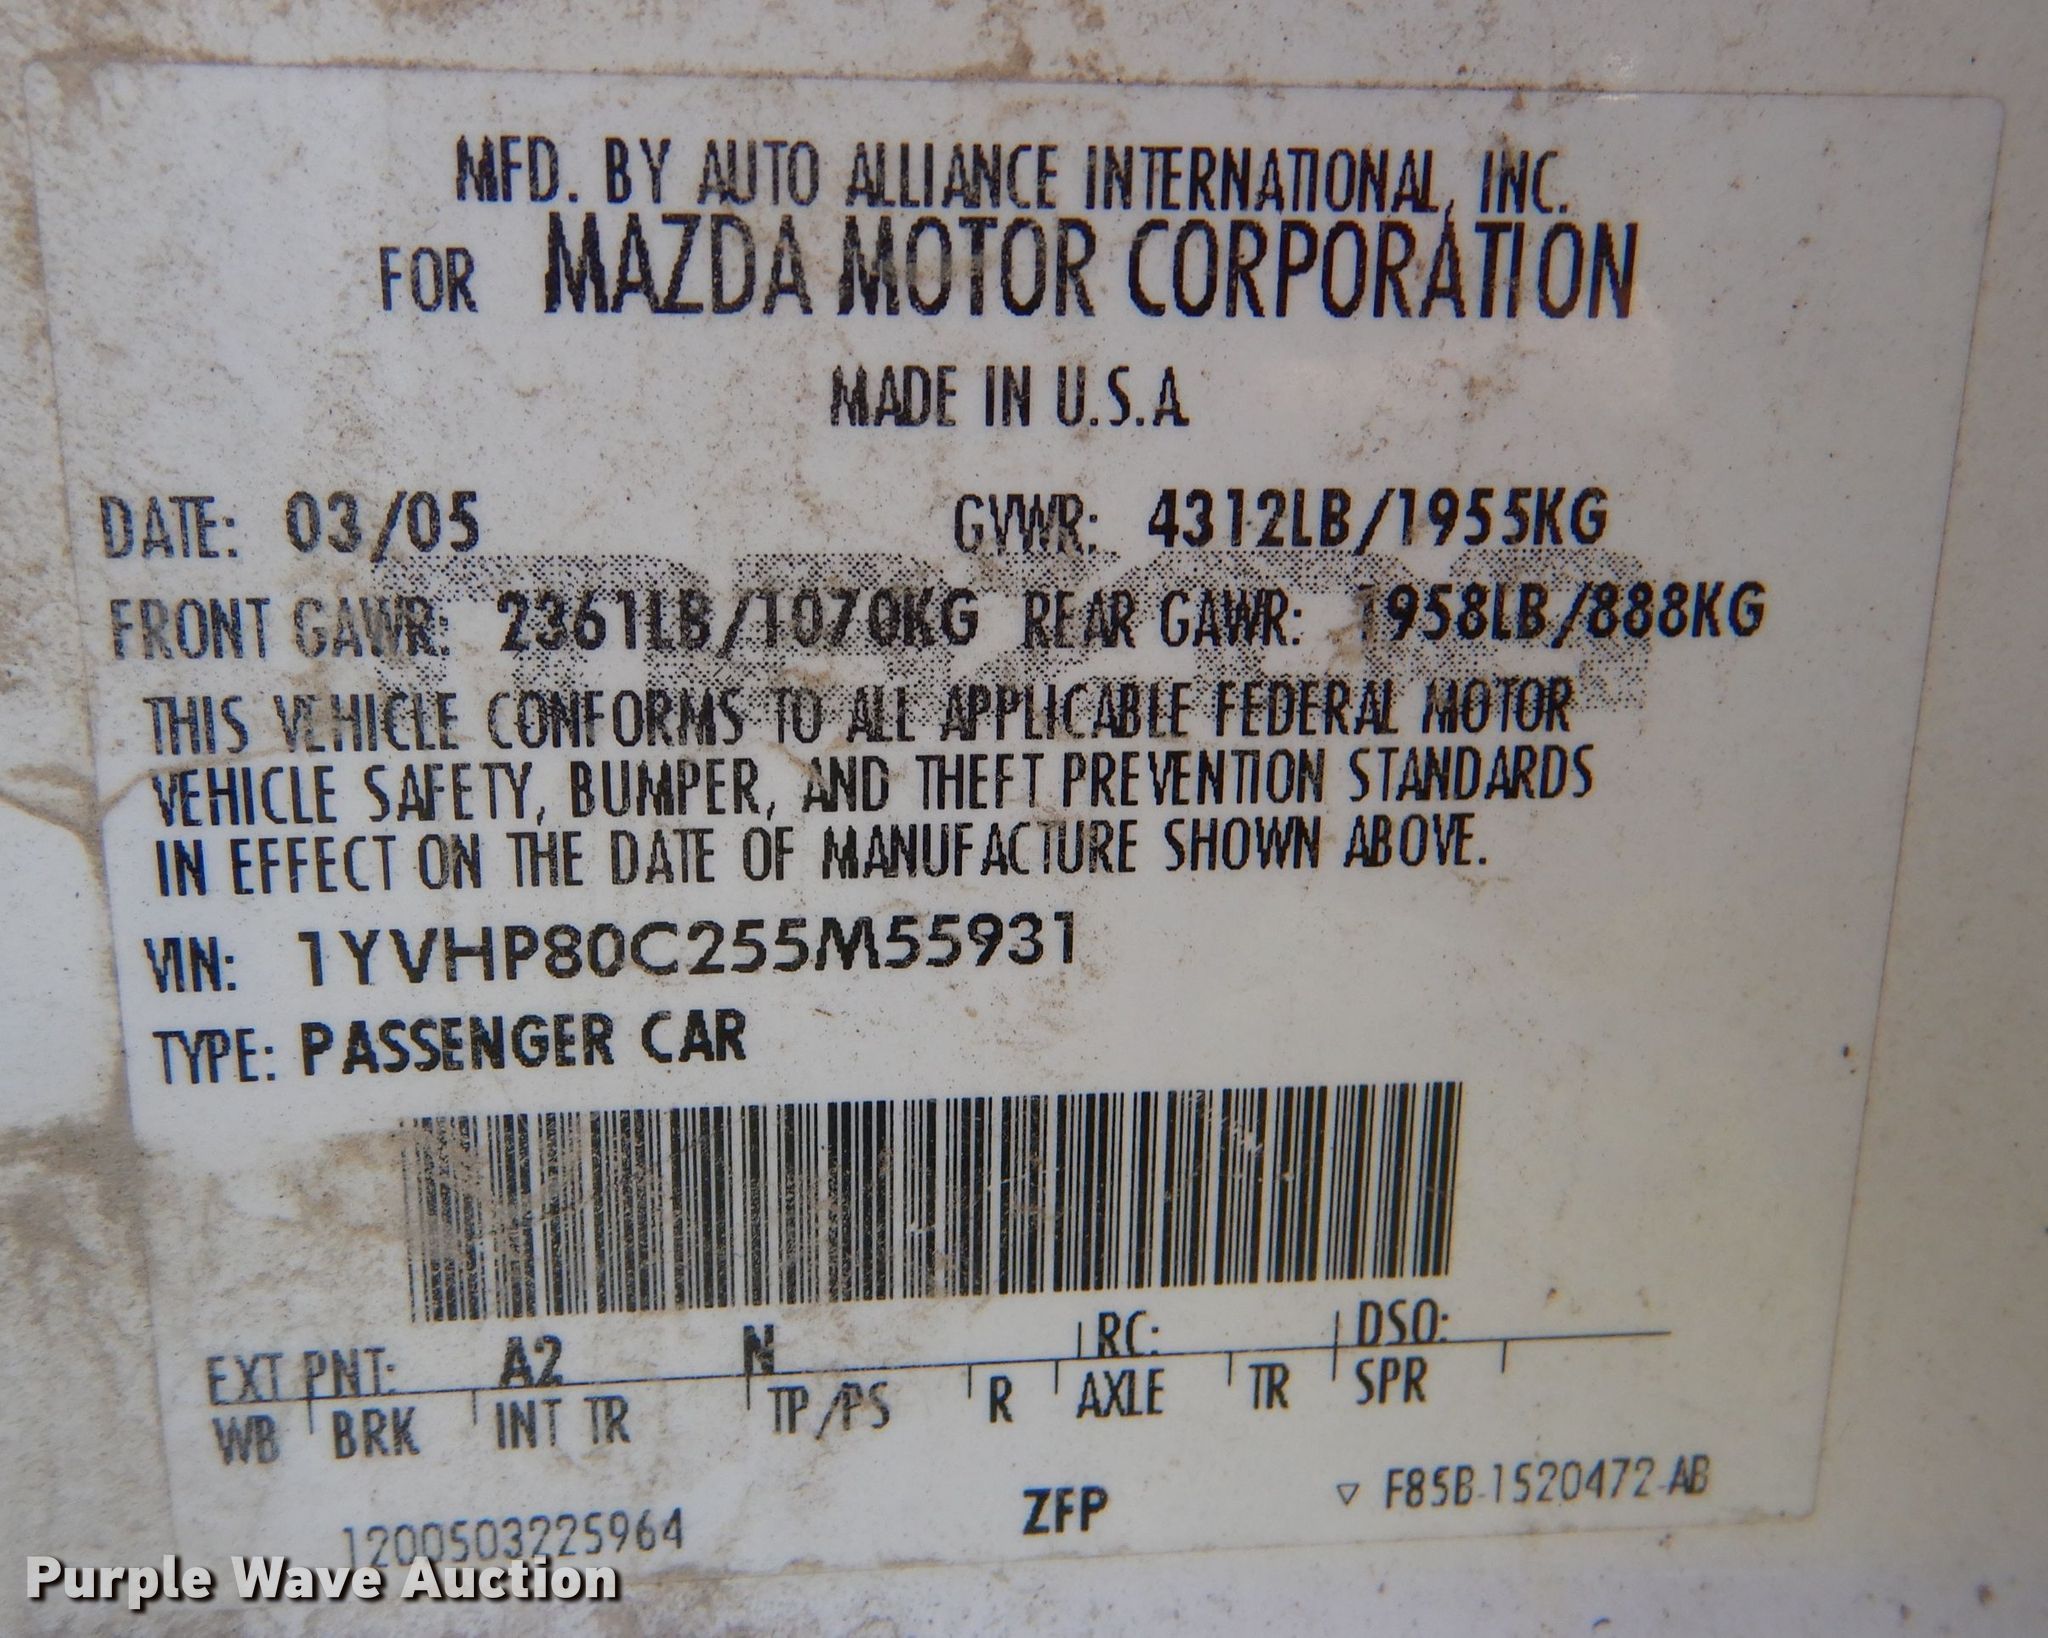 MFD. BY AUTO ALLIANCE INTERNATIONAL, INC.
FOR MAZDA MOTOR CORPORATION
MADE IN U.S.A.
DATE: 03/05 GVWR: 4312LB/1955KG
FRONT GAWR: 2361LB/1070KG REAR GAWR: 1958LB/888KG
THIS VEHICLE CONFORMS TO ALL APPLICABLE FEDERAL MOTOR
VEHICLE SAFETY, BUMPER, AND THEFT PREVENTION STANDARDS
IN EFFECT ON THE DATE OF MANUFACTURE SHOWN ABOVE.
VIN: 1YVHP80C255M55931
TYPE: PASSENGER CAR
EXT PNT: A2 N RC: DSO:
WB BRK INT TR TP/PS R AXLE TR SPR
1200503225964 ZFP ▽ F85B-1520472-AB
Purple Wave Auction